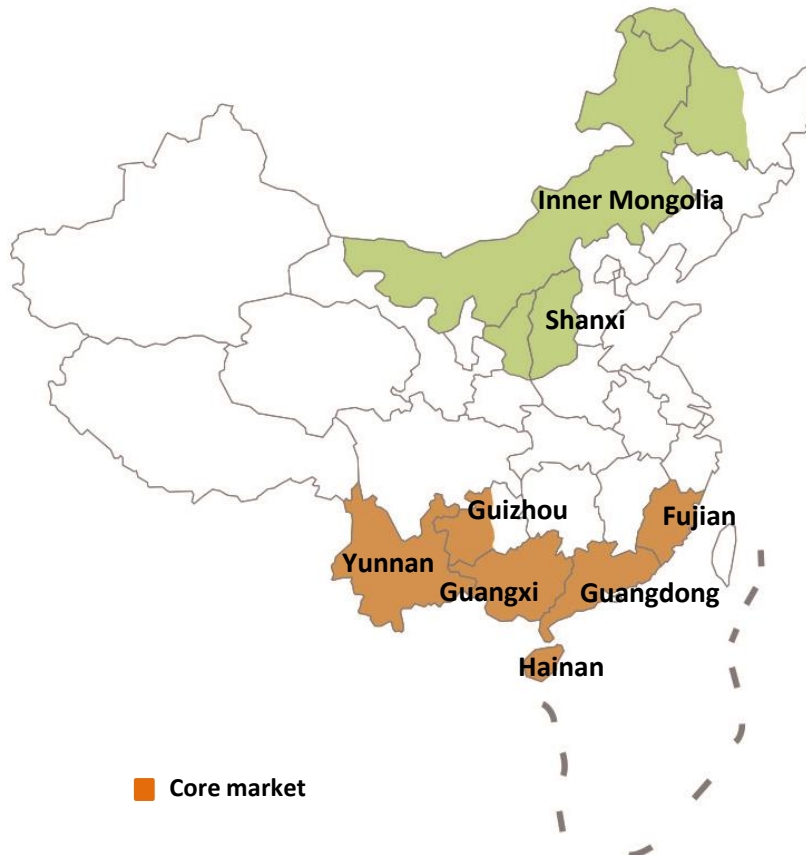 Inner Mongolia
Shanxi
Guizhou
Fujian
Yunnan
Guangxi
Guangdong
Hainan
Core market